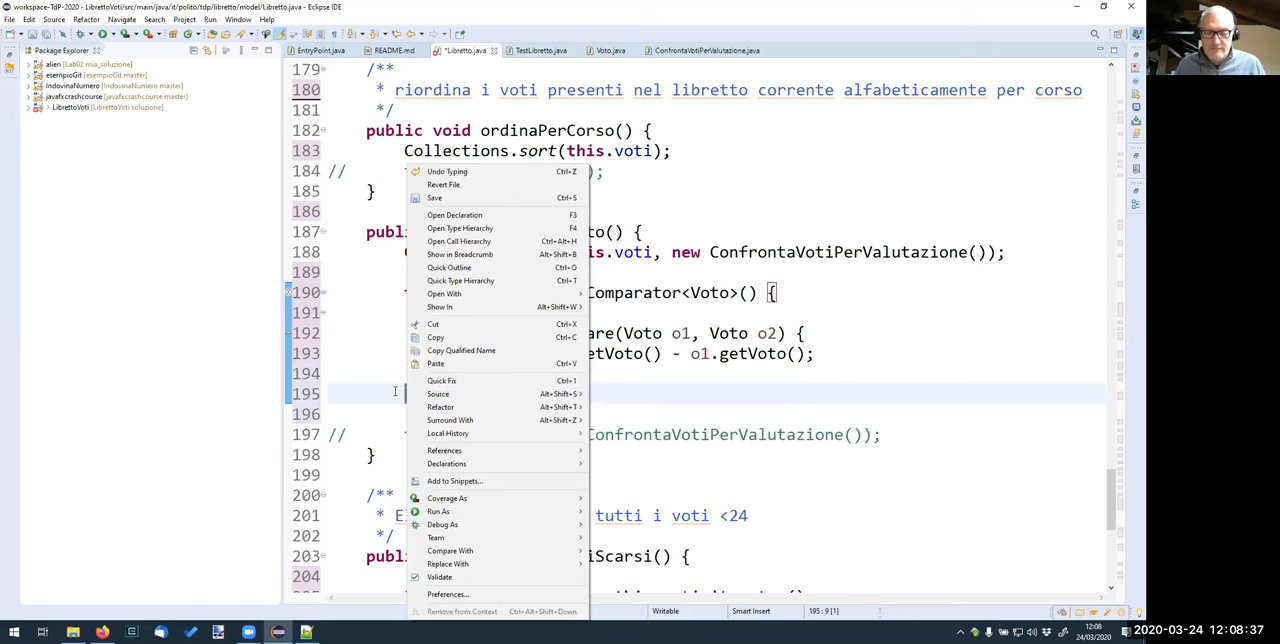 workspace-TdP-2020 - LibrettoVoti/src/main/java/it/polito/tdp/libretto/model/Libretto.java - Eclipse IDE
File Edit Source Refactor Navigate Search Project Run Window Help
Package Explorer
EntryPoint.java README.md *Libretto.java TestLibretto.java Voto.java ConfrontaVotiPerValutazione.java
alien [Lab02 mia_soluzione]
esempioGit [esempioGit master]
IndovinaNumero [IndovinaNumero master]
javafx.crashcourse [javafxcrashcourse master]
> LibrettoVoti [LibrettoVoti soluzione]
179 /**
180 * riordina i voti presenti nel libretto corrente alfabeticamente per corso
181 */
182 public void ordinaPerCorso() {
183 Collections.sort(this.voti);
184 // );
185 }
186
187 publ to() {
188 is.voti, new ConfrontaVotiPerValutazione());
189
190 omparator<Voto>() {
191
192 are(Voto o1, Voto o2) {
193 etVoto() - o1.getVoto();
194
195
196
197 // ConfrontaVotiPerValutazione());
198 }
199
200 /**
201 * E tutti i voti <24
202 */
203 publ iScarsi() {
204
Undo Typing Ctrl+Z
Revert File
Save Ctrl+S
Open Declaration F3
Open Type Hierarchy F4
Open Call Hierarchy Ctrl+Alt+H
Show in Breadcrumb Alt+Shift+B
Quick Outline Ctrl+O
Quick Type Hierarchy Ctrl+T
Open With
Show In Alt+Shift+W
Cut Ctrl+X
Copy Ctrl+C
Copy Qualified Name
Paste Ctrl+V
Quick Fix Ctrl+1
Source Alt+Shift+S
Refactor Alt+Shift+T
Surround With Alt+Shift+Z
Local History
References
Declarations
Add to Snippets...
Coverage As
Run As
Debug As
Team
Compare With
Replace With
Validate
Preferences...
Remove from Context Ctrl+Alt+Shift+Down
Writable Smart Insert 195 : 9 [1]
12:08
24/03/2020
2020-03-24 12:08:37